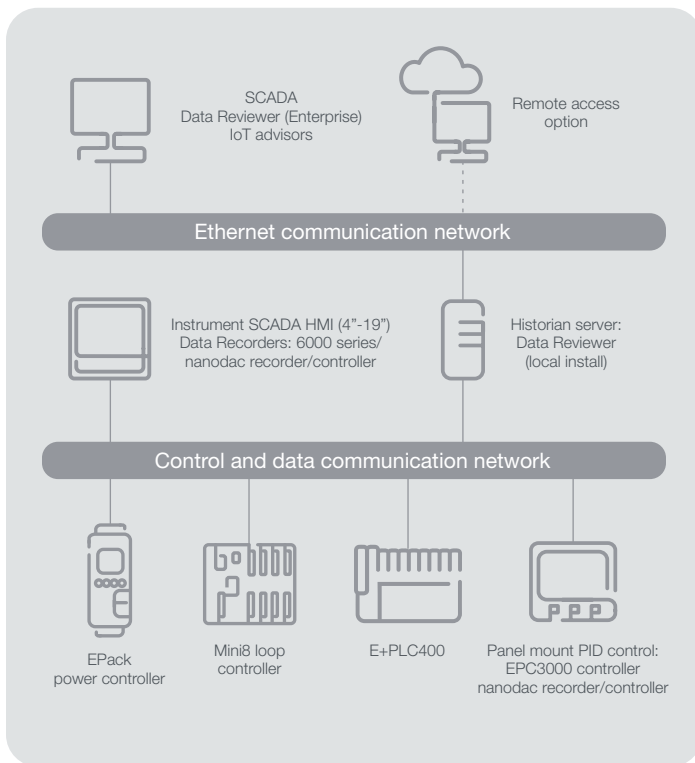 SCADA
Data Reviewer (Enterprise)
IoT advisors
Remote access
option
Ethernet communication network
Instrument SCADA HMI (4”-19”)
Data Recorders: 6000 series/
nanodac recorder/controller
Historian server:
Data Reviewer
(local install)
Control and data communication network
EPack
power controller
Mini8 loop
controller
E+PLC400
Panel mount PID control:
EPC3000 controller
nanodac recorder/controller